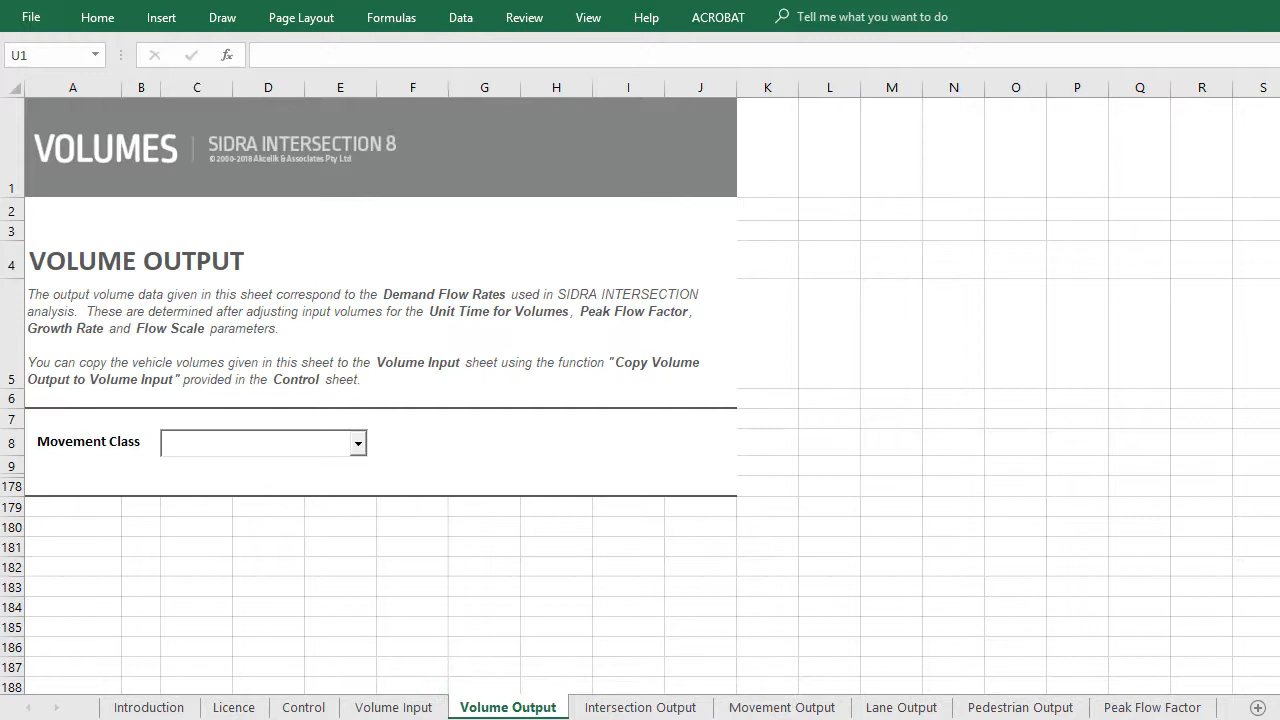 File Home Insert Draw Page Layout Formulas Data Review View Help ACROBAT Tell me what you want to do
U1 fx
A B C D E F G H I J K L M N O P Q R S
VOLUMES | SIDRA INTERSECTION 8
© 2000-2018 Akcelik & Associates Pty Ltd
1
2
3
4 VOLUME OUTPUT
The output volume data given in this sheet correspond to the Demand Flow Rates used in SIDRA INTERSECTION
analysis. These are determined after adjusting input volumes for the Unit Time for Volumes, Peak Flow Factor,
Growth Rate and Flow Scale parameters.
You can copy the vehicle volumes given in this sheet to the Volume Input sheet using the function "Copy Volume
5 Output to Volume Input" provided in the Control sheet.
6
7
8 Movement Class
9
178
179
180
181
182
183
184
185
186
187
188
Introduction Licence Control Volume Input Volume Output Intersection Output Movement Output Lane Output Pedestrian Output Peak Flow Factor